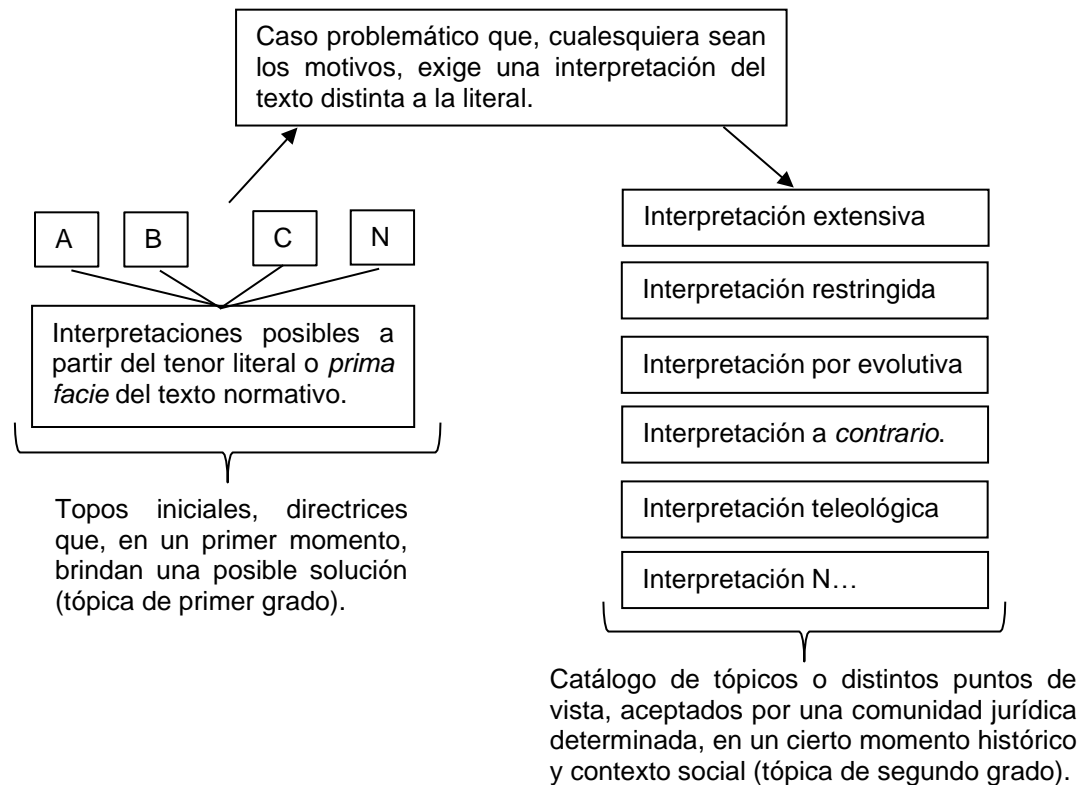 Caso problemático que, cualesquiera sean
los motivos, exige una interpretación del
texto distinta a la literal.
A
B
C
N
Interpretaciones posibles a
partir del tenor literal o prima
facie del texto normativo.
Topos iniciales, directrices
que, en un primer momento,
brindan una posible solución
(tópica de primer grado).
Interpretación extensiva
Interpretación restringida
Interpretación por evolutiva
Interpretación a contrario.
Interpretación teleológica
Interpretación N…
Catálogo de tópicos o distintos puntos de
vista, aceptados por una comunidad jurídica
determinada, en un cierto momento histórico
y contexto social (tópica de segundo grado).